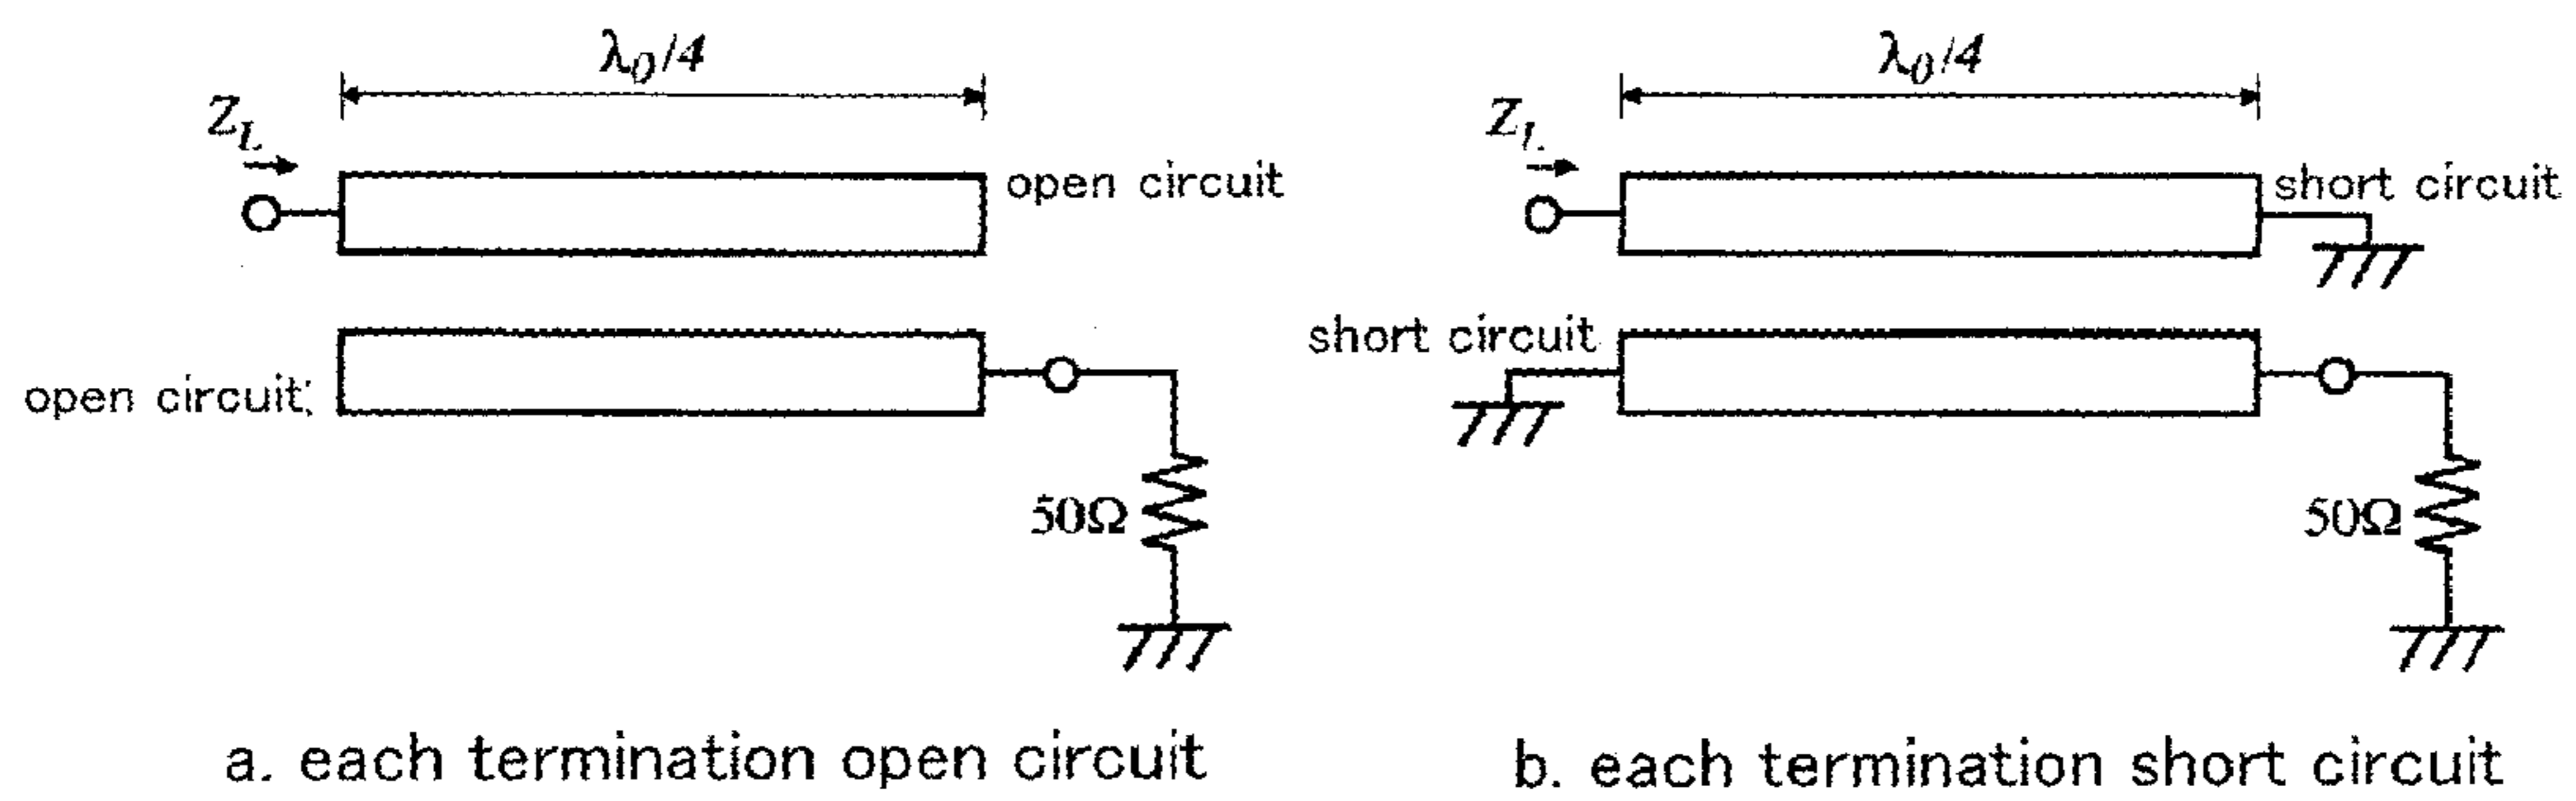 λ0/4
ZL
open circuit
open circuit
50Ω
a. each termination open circuit
λ0/4
ZL
short circuit
short circuit
50Ω
b. each termination short circuit